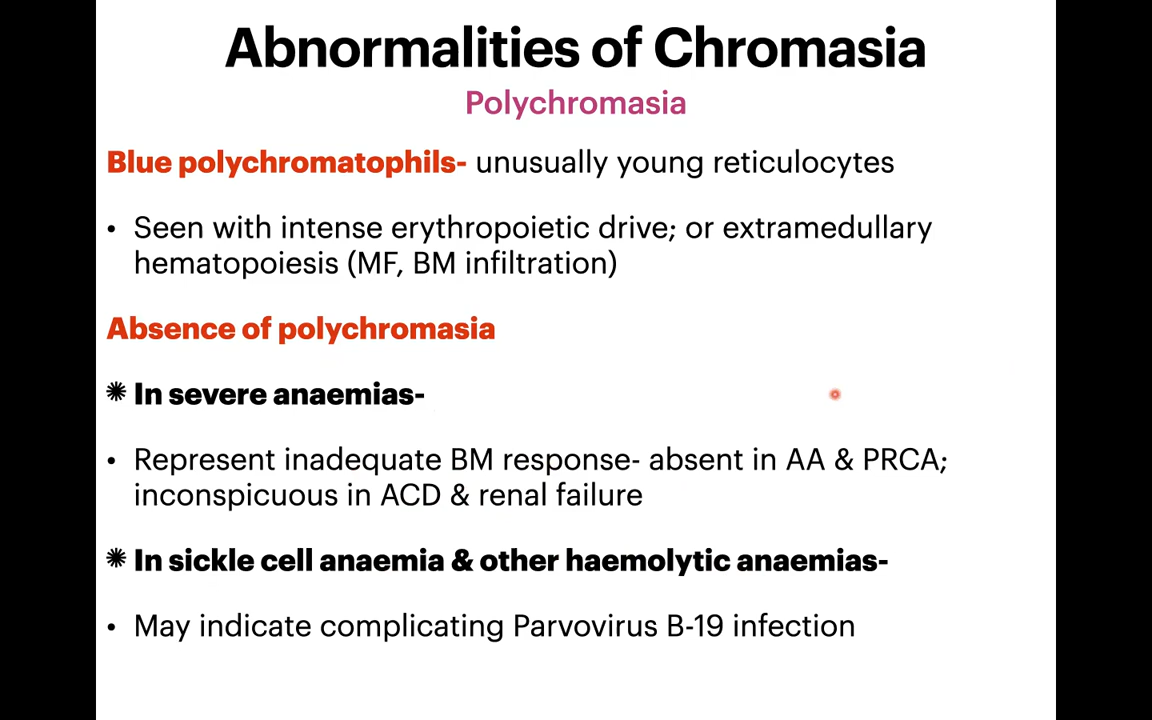 Abnormalities of Chromasia
Polychromasia
Blue polychromatophils- unusually young reticulocytes
• Seen with intense erythropoietic drive; or extramedullary
hematopoiesis (MF, BM infiltration)
Absence of polychromasia
✷ In severe anaemias-
• Represent inadequate BM response- absent in AA & PRCA;
inconspicuous in ACD & renal failure
✷ In sickle cell anaemia & other haemolytic anaemias-
• May indicate complicating Parvovirus B-19 infection